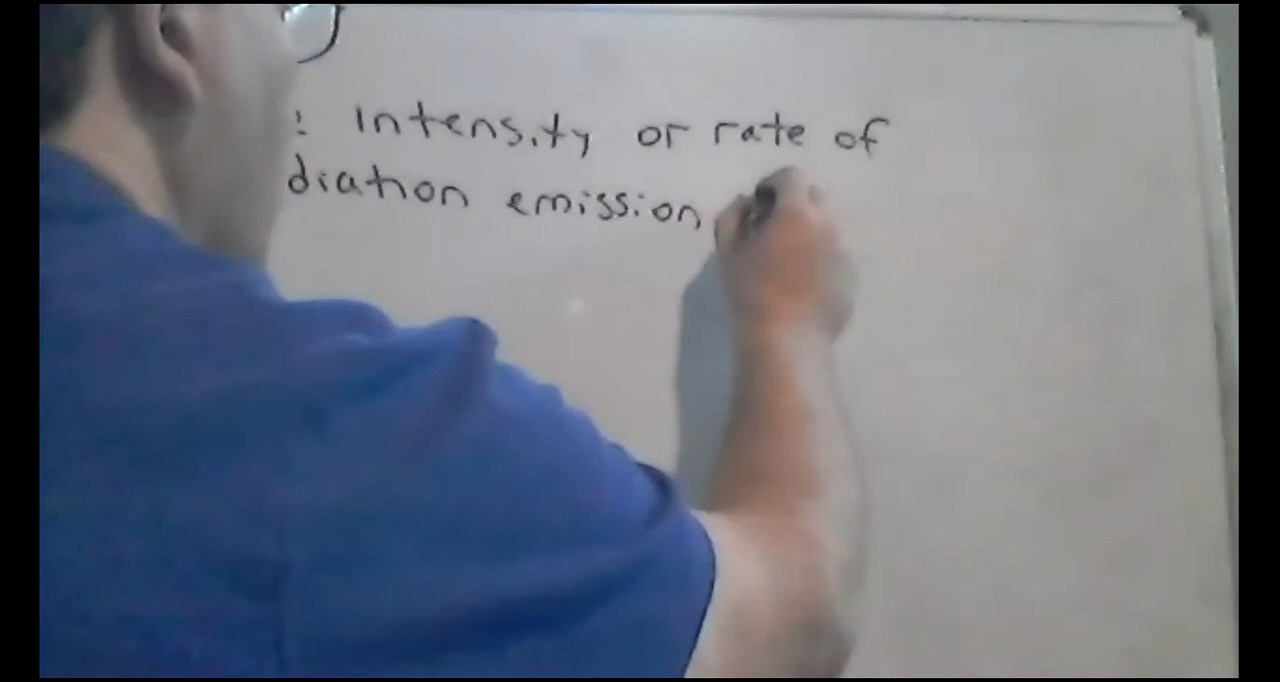 : Intensity or rate of
diation emission